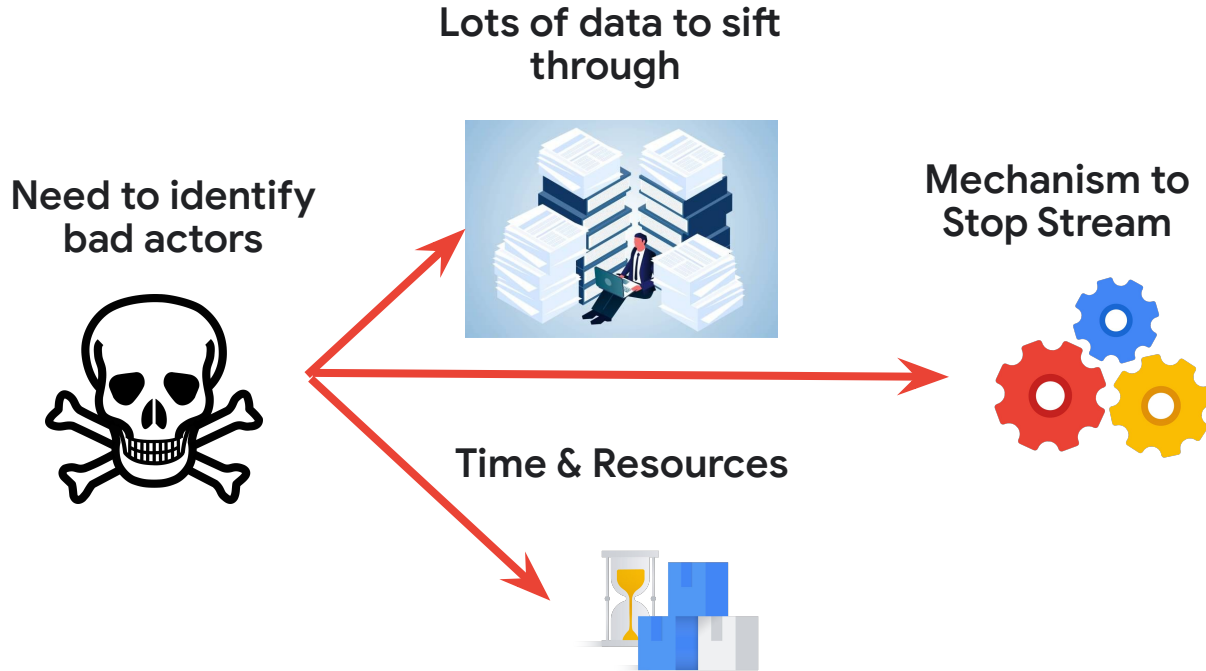 Lots of data to sift
through
Need to identify
bad actors
Mechanism to
Stop Stream
Time & Resources